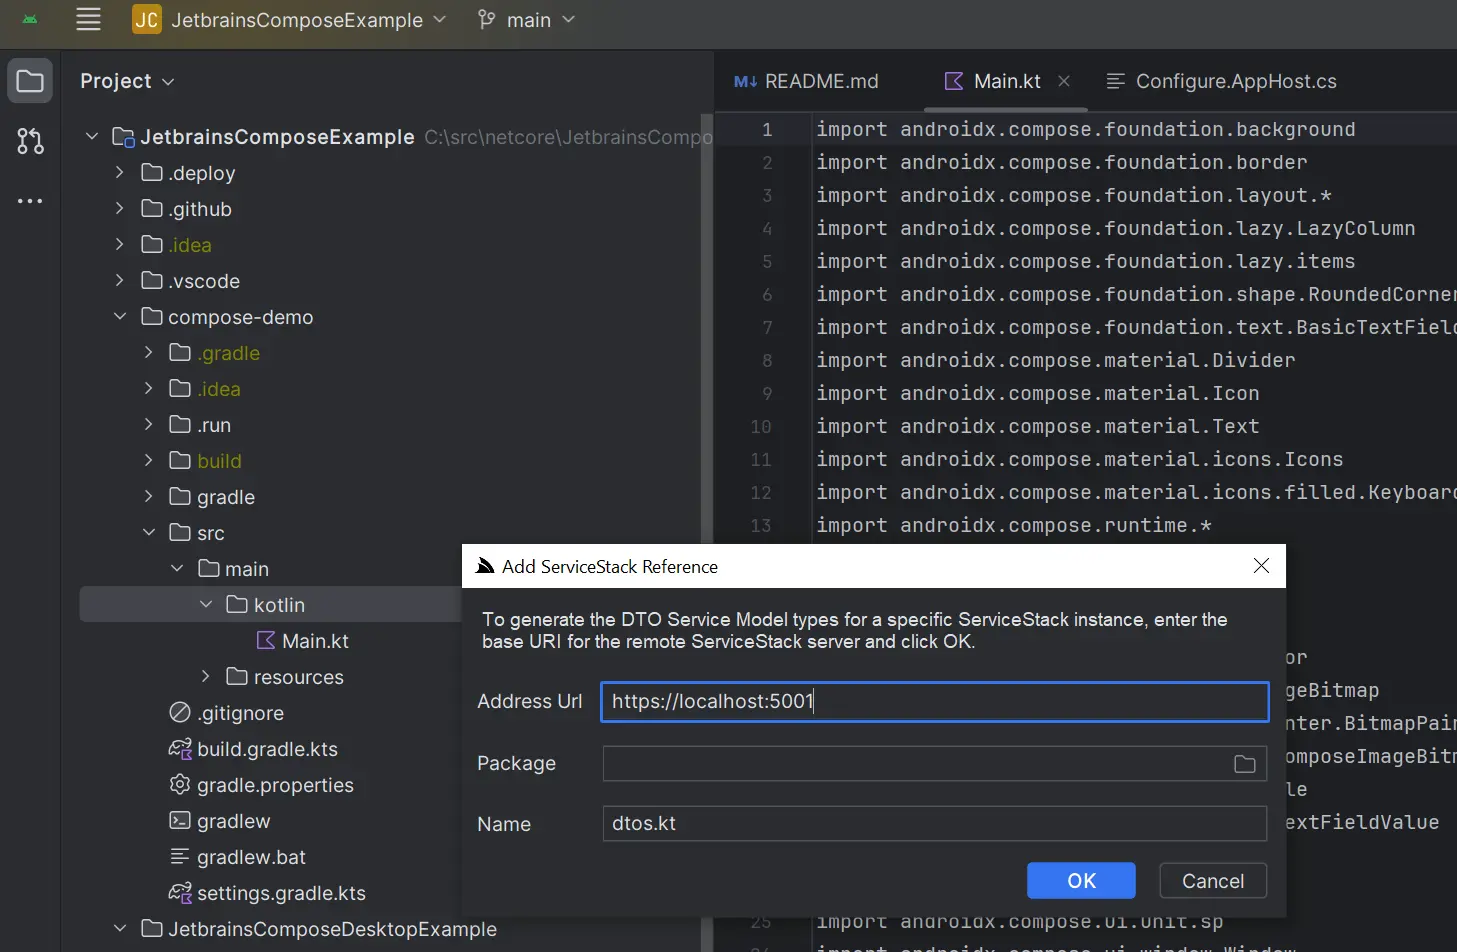 JC JetbrainsComposeExample main
Project
JetbrainsComposeExample C:\src\netcore\JetbrainsCompo
.deploy
.github
.idea
.vscode
compose-demo
.gradle
.idea
.run
build
gradle
src
main
kotlin
Main.kt
resources
.gitignore
build.gradle.kts
gradle.properties
gradlew
gradlew.bat
settings.gradle.kts
JetbrainsComposeDesktopExample
M↓ README.md Main.kt Configure.AppHost.cs
1 import androidx.compose.foundation.background
2 import androidx.compose.foundation.border
3 import androidx.compose.foundation.layout.*
4 import androidx.compose.foundation.lazy.LazyColumn
5 import androidx.compose.foundation.lazy.items
6 import androidx.compose.foundation.shape.RoundedCorner
7 import androidx.compose.foundation.text.BasicTextField
8 import androidx.compose.material.Divider
9 import androidx.compose.material.Icon
10 import androidx.compose.material.Text
11 import androidx.compose.material.icons.Icons
12 import androidx.compose.material.icons.filled.Keyboard
13 import androidx.compose.runtime.*
Add ServiceStack Reference
To generate the DTO Service Model types for a specific ServiceStack instance, enter the
base URI for the remote ServiceStack server and click OK.
Address Url https://localhost:5001
Package
Name dtos.kt
OK Cancel
or
geBitmap
nter.BitmapPain
omposeImageBitm
le
extFieldValue
25 import androidx.compose.ui.unit.sp